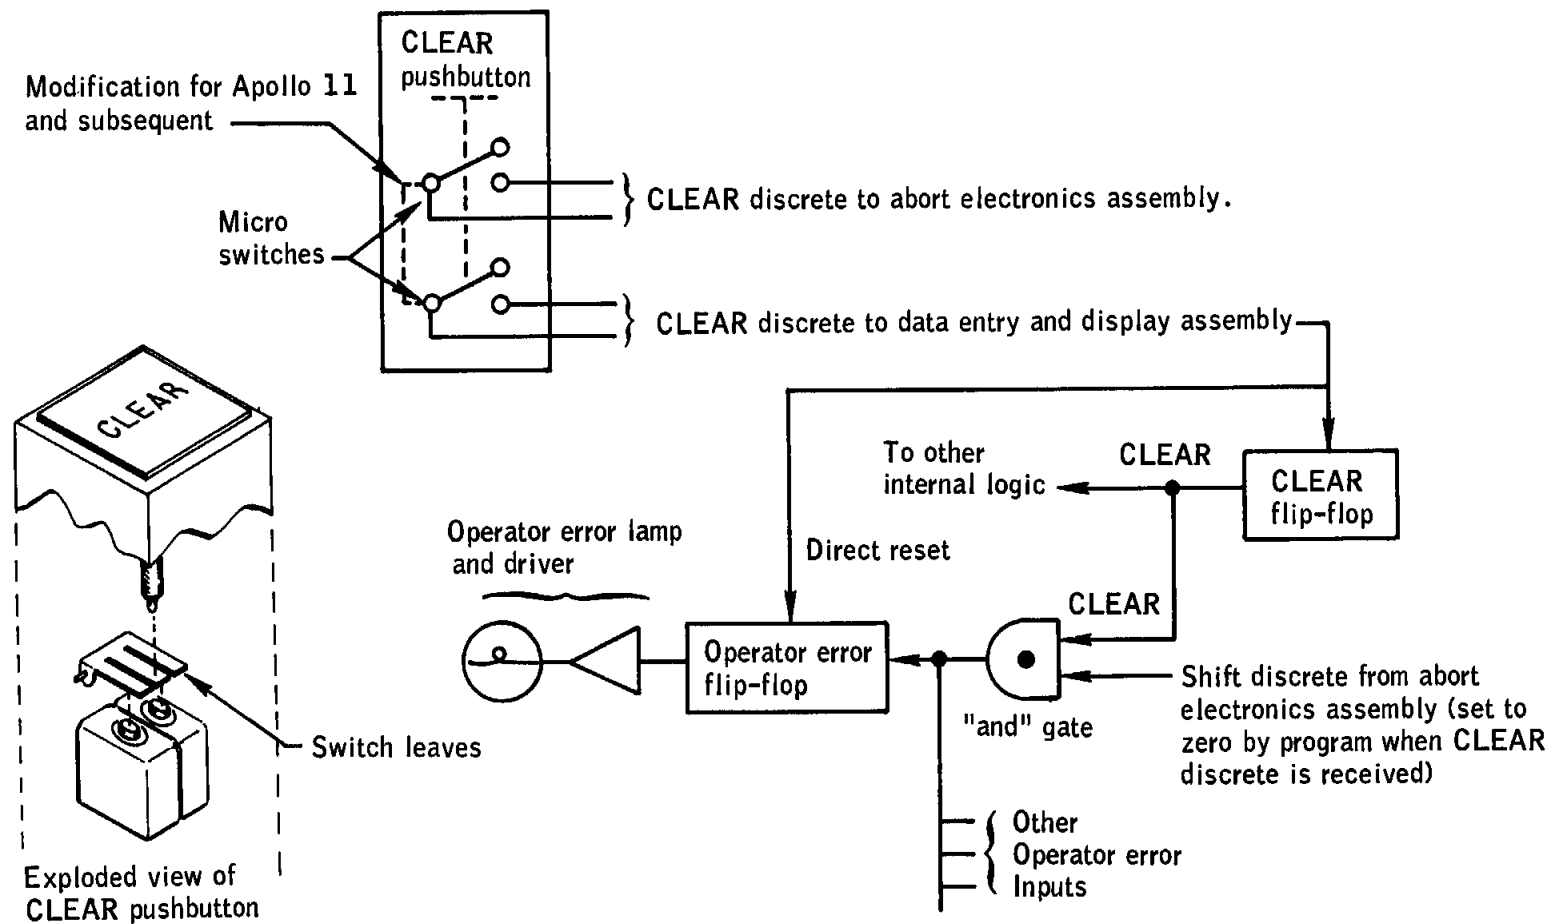 CLEAR
pushbutton
Modification for Apollo 11
and subsequent
Micro
switches
CLEAR discrete to abort electronics assembly.
CLEAR discrete to data entry and display assembly
CLEAR
To other
internal logic
CLEAR
CLEAR
flip-flop
Operator error lamp
and driver
Direct reset
CLEAR
Operator error
flip-flop
"and" gate
Shift discrete from abort
electronics assembly (set to
zero by program when CLEAR
discrete is received)
Switch leaves
Other
Operator error
Inputs
Exploded view of
CLEAR pushbutton